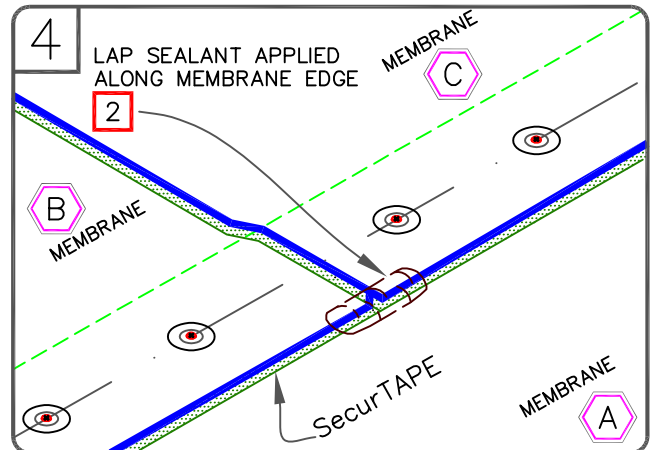 4
LAP SEALANT APPLIED
ALONG MEMBRANE EDGE
2
MEMBRANE
C
B
MEMBRANE
SecurTAPE
MEMBRANE
A